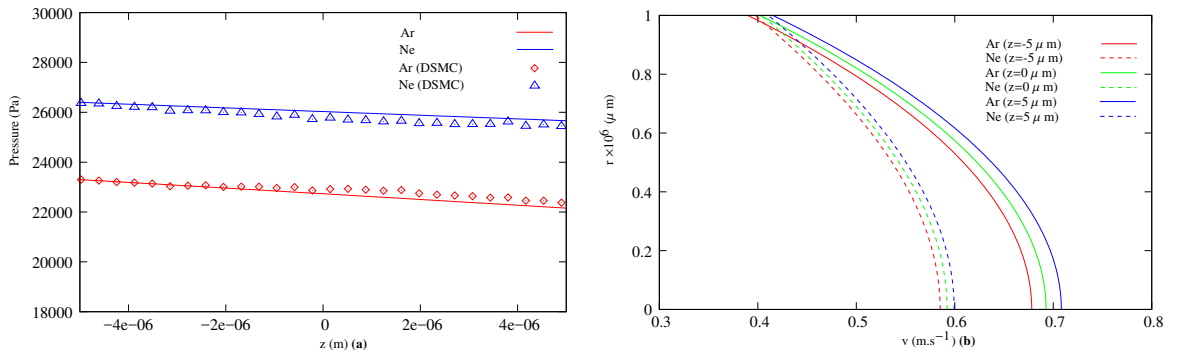 30000
28000
26000
24000
22000
20000
18000
−4e−06
−2e−06
0
2e−06
4e−06
Pressure (Pa)
z (m) (a)
Ar
Ne
Ar (DSMC)
Ne (DSMC)
1
0.8
0.6
0.4
0.2
0
0.3
0.4
0.5
0.6
0.7
0.8
r ×10⁶ (μ m)
v (m.s⁻¹) (b)
Ar (z=-5 μ m)
Ne (z=-5 μ m)
Ar (z=0 μ m)
Ne (z=0 μ m)
Ar (z=5 μ m)
Ne (z=5 μ m)